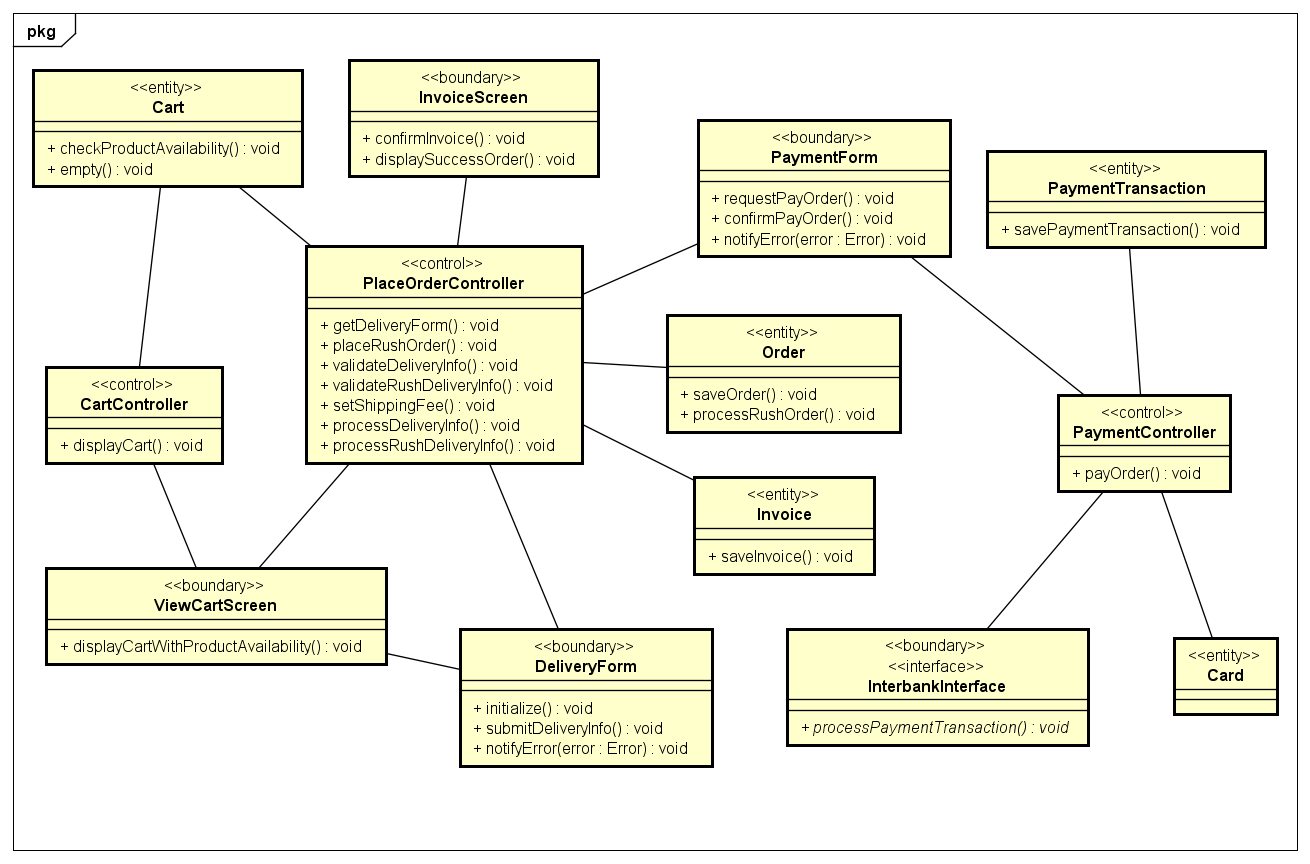 pkg
<<entity>>
Cart
+ checkProductAvailability() : void
+ empty() : void
<<boundary>>
InvoiceScreen
+ confirmInvoice() : void
+ displaySuccessOrder() : void
<<boundary>>
PaymentForm
+ requestPayOrder() : void
+ confirmPayOrder() : void
+ notifyError(error : Error) : void
<<entity>>
PaymentTransaction
+ savePaymentTransaction() : void
<<control>>
PlaceOrderController
+ getDeliveryForm() : void
+ placeRushOrder() : void
+ validateDeliveryInfo() : void
+ validateRushDeliveryInfo() : void
+ setShippingFee() : void
+ processDeliveryInfo() : void
+ processRushDeliveryInfo() : void
<<entity>>
Order
+ saveOrder() : void
+ processRushOrder() : void
<<control>>
CartController
+ displayCart() : void
<<control>>
PaymentController
+ payOrder() : void
<<entity>>
Invoice
+ saveInvoice() : void
<<boundary>>
ViewCartScreen
+ displayCartWithProductAvailability() : void
<<boundary>>
DeliveryForm
+ initialize() : void
+ submitDeliveryInfo() : void
+ notifyError(error : Error) : void
<<boundary>>
<<interface>>
InterbankInterface
+ processPaymentTransaction() : void
<<entity>>
Card